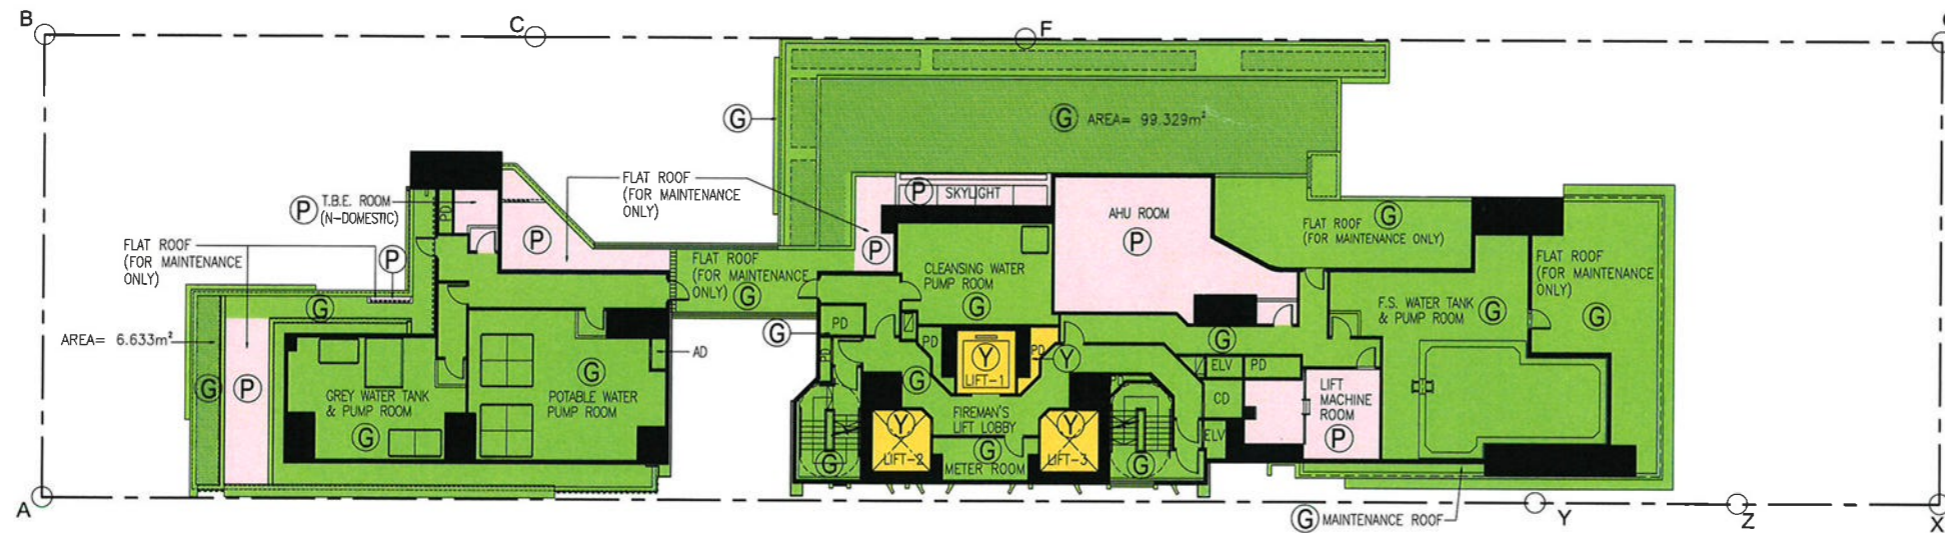 B
C
F
G AREA= 99.329m²
G
T.B.E. ROOM
(N-DOMESTIC)
P
PD
FLAT ROOF
(FOR MAINTENANCE
ONLY)
P
P
SKYLIGHT
P
AHU ROOM
P
FLAT ROOF
(FOR MAINTENANCE ONLY)
G
FLAT ROOF
(FOR MAINTENANCE
ONLY)
P
G
FLAT ROOF
(FOR MAINTENANCE
ONLY)
G
CLEANSING WATER
PUMP ROOM
G
F.S. WATER TANK
& PUMP ROOM
G
FLAT ROOF
(FOR MAINTENANCE
ONLY)
G
AREA= 6.633m²
G
P
GREY WATER TANK
& PUMP ROOM
G
G
POTABLE WATER
PUMP ROOM
AD
G
PD
PD
PD
Y
LIFT-1
PD
Y
G
ELV
PD
CD
ELV
LIFT
MACHINE
ROOM
P
G
FIREMAN'S
LIFT LOBBY
Y
LIFT-2
Y
LIFT-3
G
METER ROOM
G
PD
G
G MAINTENANCE ROOF
A
Y
Z
X